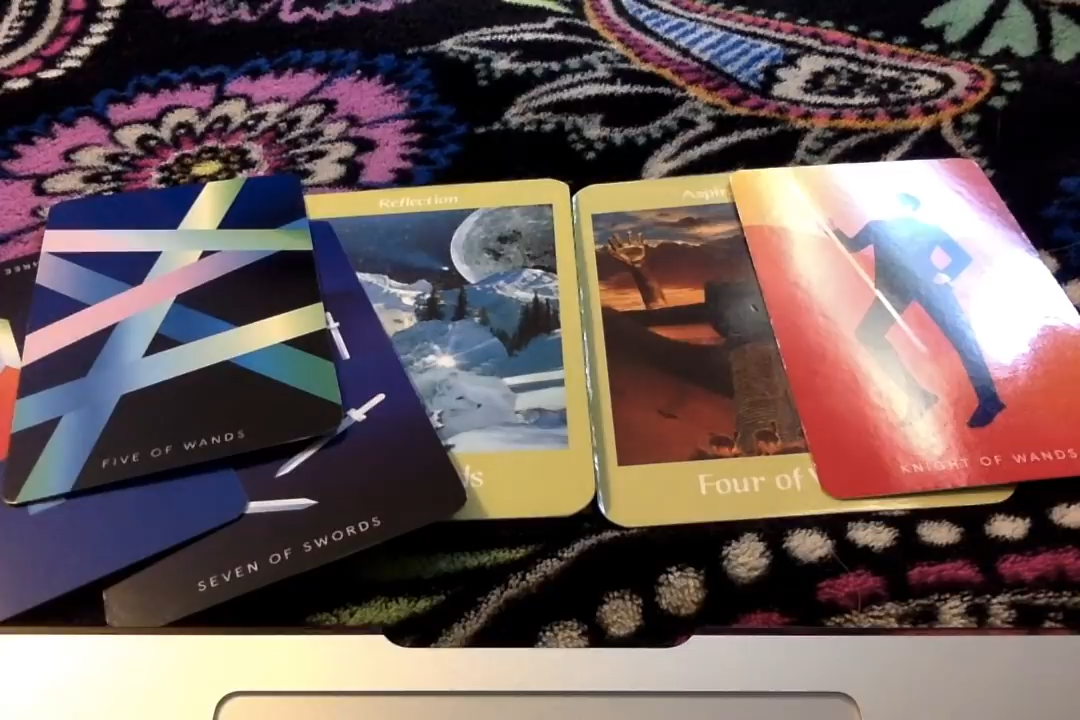 Reflection
FIVE OF WANDS
SEVEN OF SWORDS
Four of
KNIGHT OF WANDS